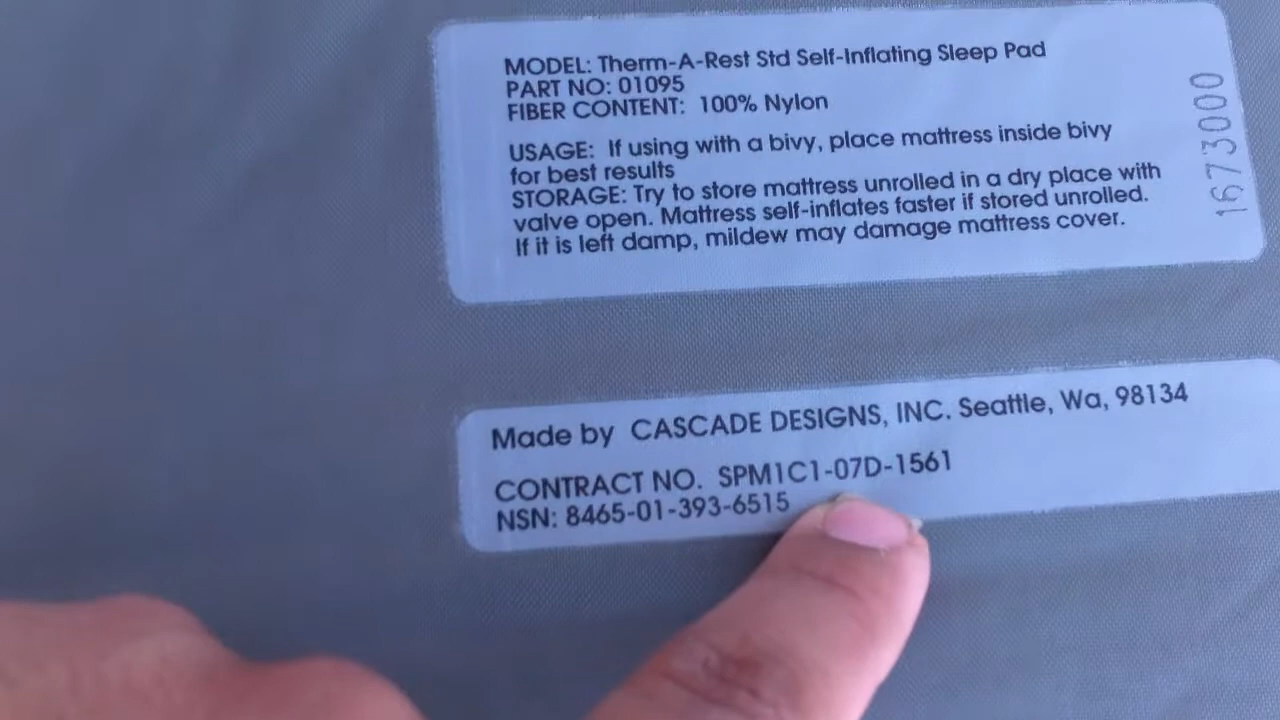 MODEL: Therm-A-Rest Std Self-Inflating Sleep Pad
PART NO: 01095
FIBER CONTENT: 100% Nylon
USAGE: If using with a bivy, place mattress inside bivy
for best results
STORAGE: Try to store mattress unrolled in a dry place with
valve open. Mattress self-inflates faster if stored unrolled.
If it is left damp, mildew may damage mattress cover.
1673000
Made by CASCADE DESIGNS, INC. Seattle, Wa, 98134
CONTRACT NO. SPM1C1-07D-1561
NSN: 8465-01-393-6515